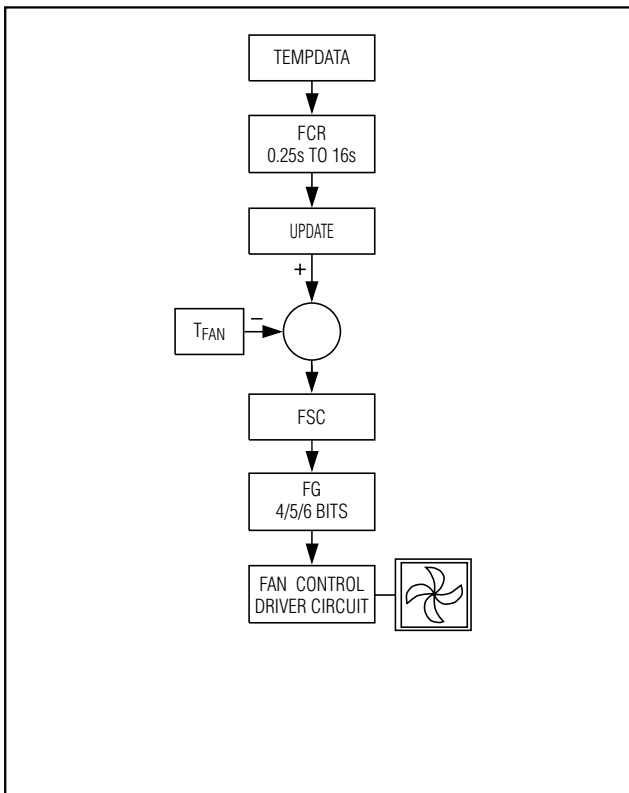 TEMPDATA
FCR
0.25s TO 16s
UPDATE
+
−
TFAN
FSC
FG
4/5/6 BITS
FAN CONTROL
DRIVER CIRCUIT